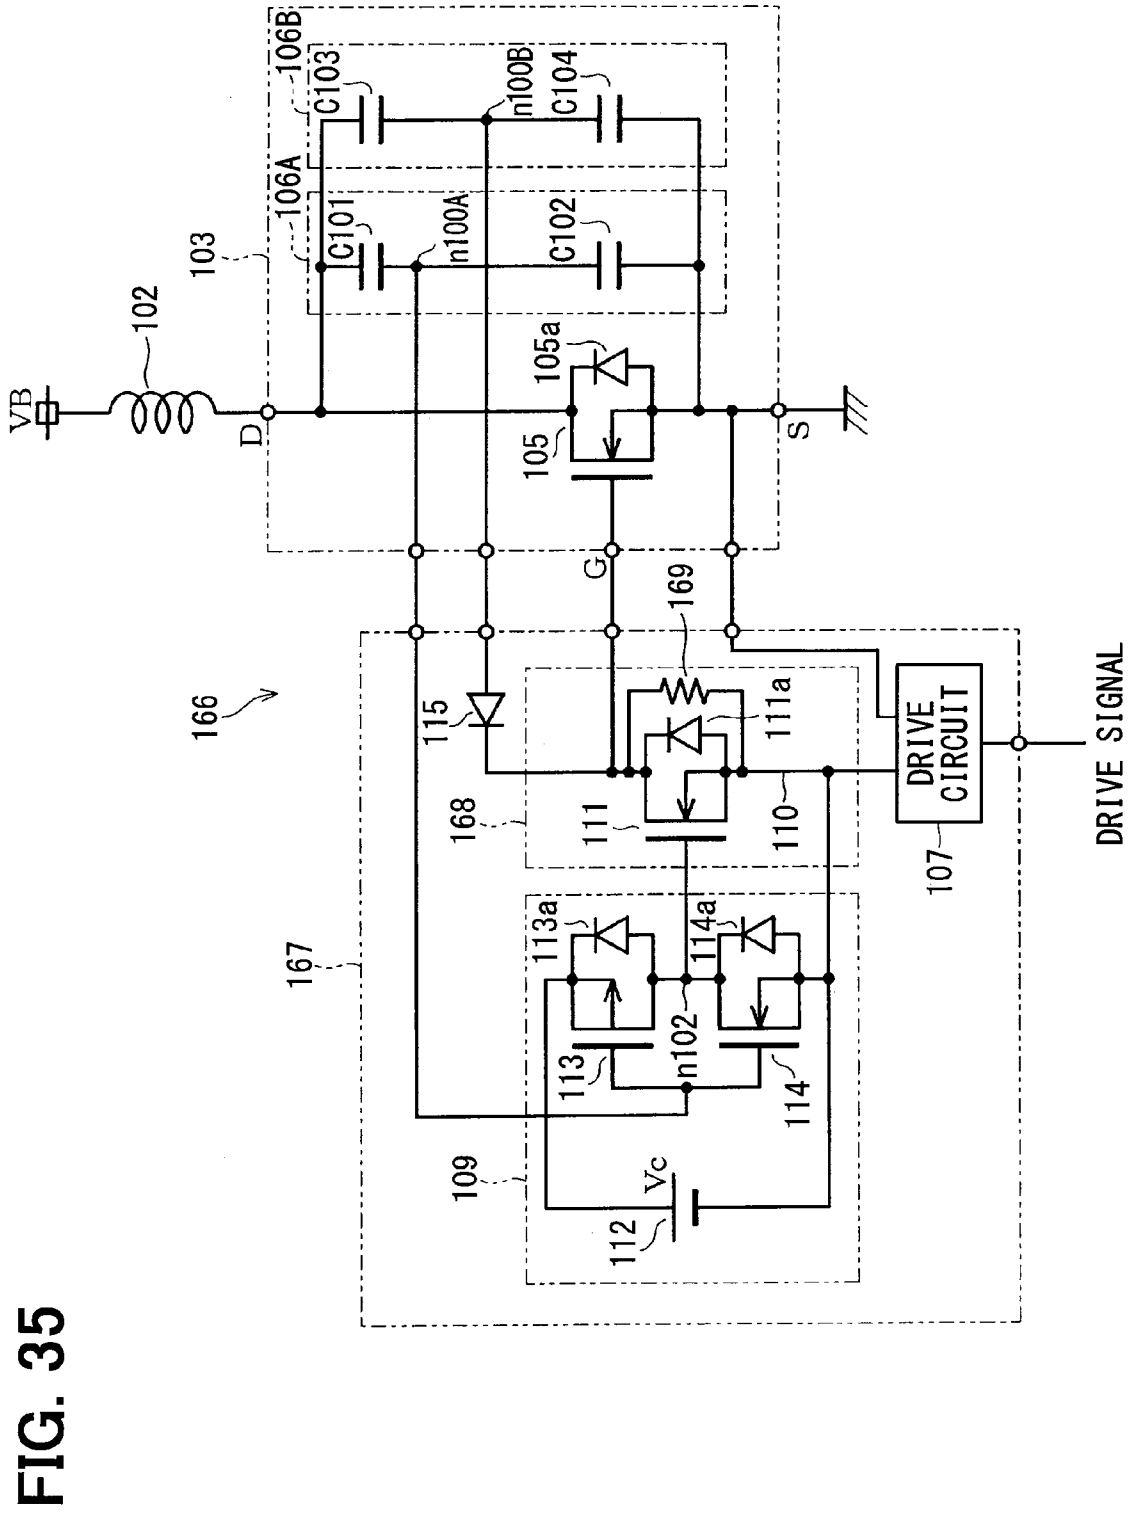 FIG. 35
166
VB
102
103
D
106A
106B
C101
C103
n100A
n100B
C102
C104
105
105a
S
G
167
115
168
169
111
111a
110
109
113
113a
n102
114
114a
112
Vc
107
DRIVE
CIRCUIT
DRIVE SIGNAL